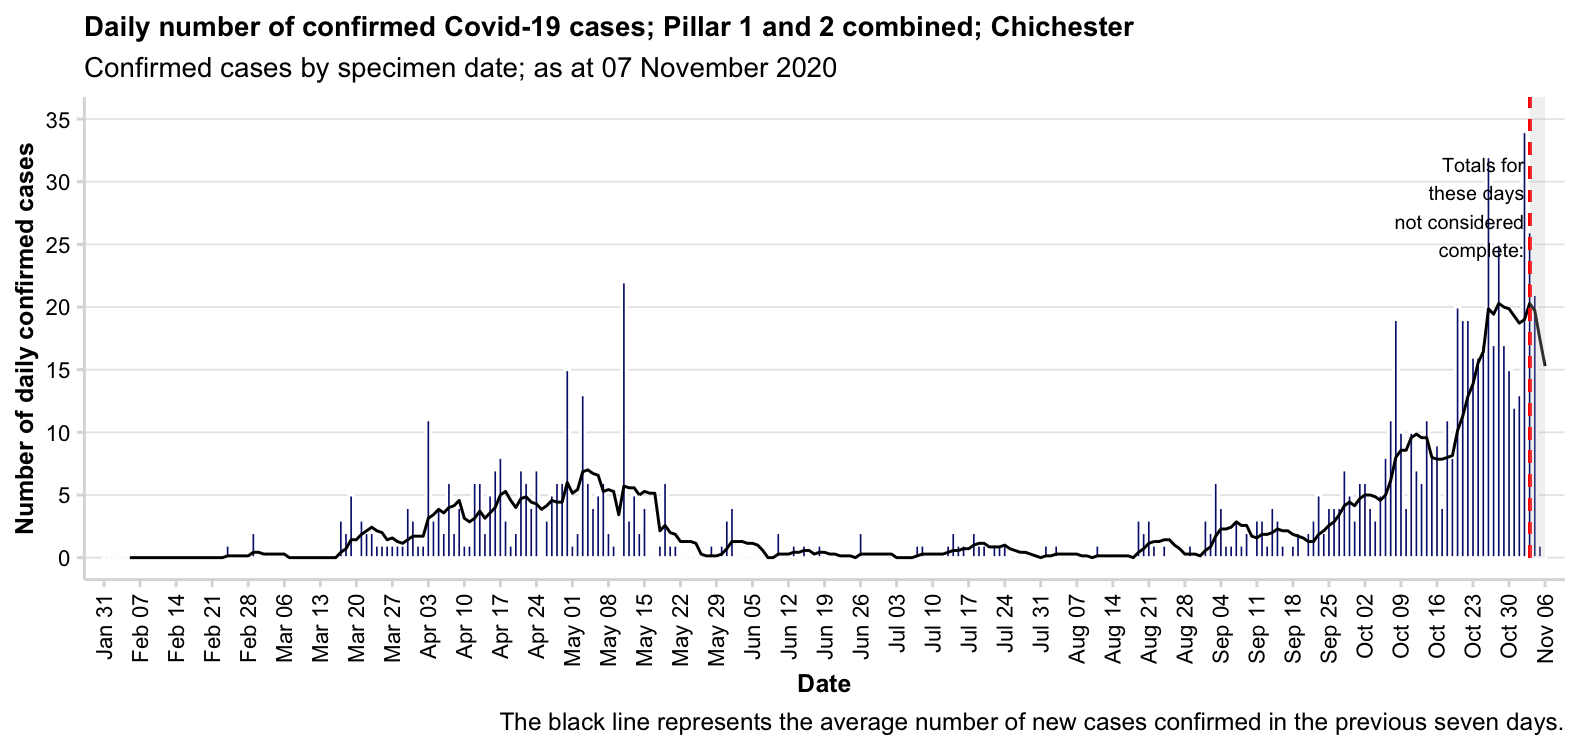 Daily number of confirmed Covid-19 cases; Pillar 1 and 2 combined; Chichester
Confirmed cases by specimen date; as at 07 November 2020
Number of daily confirmed cases
35
30
25
20
15
10
5
0
Totals for
these days
not considered
complete:
Jan 31
Feb 07
Feb 14
Feb 21
Feb 28
Mar 06
Mar 13
Mar 20
Mar 27
Apr 03
Apr 10
Apr 17
Apr 24
May 01
May 08
May 15
May 22
May 29
Jun 05
Jun 12
Jun 19
Jun 26
Jul 03
Jul 10
Jul 17
Jul 24
Jul 31
Aug 07
Aug 14
Aug 21
Aug 28
Sep 04
Sep 11
Sep 18
Sep 25
Oct 02
Oct 09
Oct 16
Oct 23
Oct 30
Nov 06
Date
The black line represents the average number of new cases confirmed in the previous seven days.